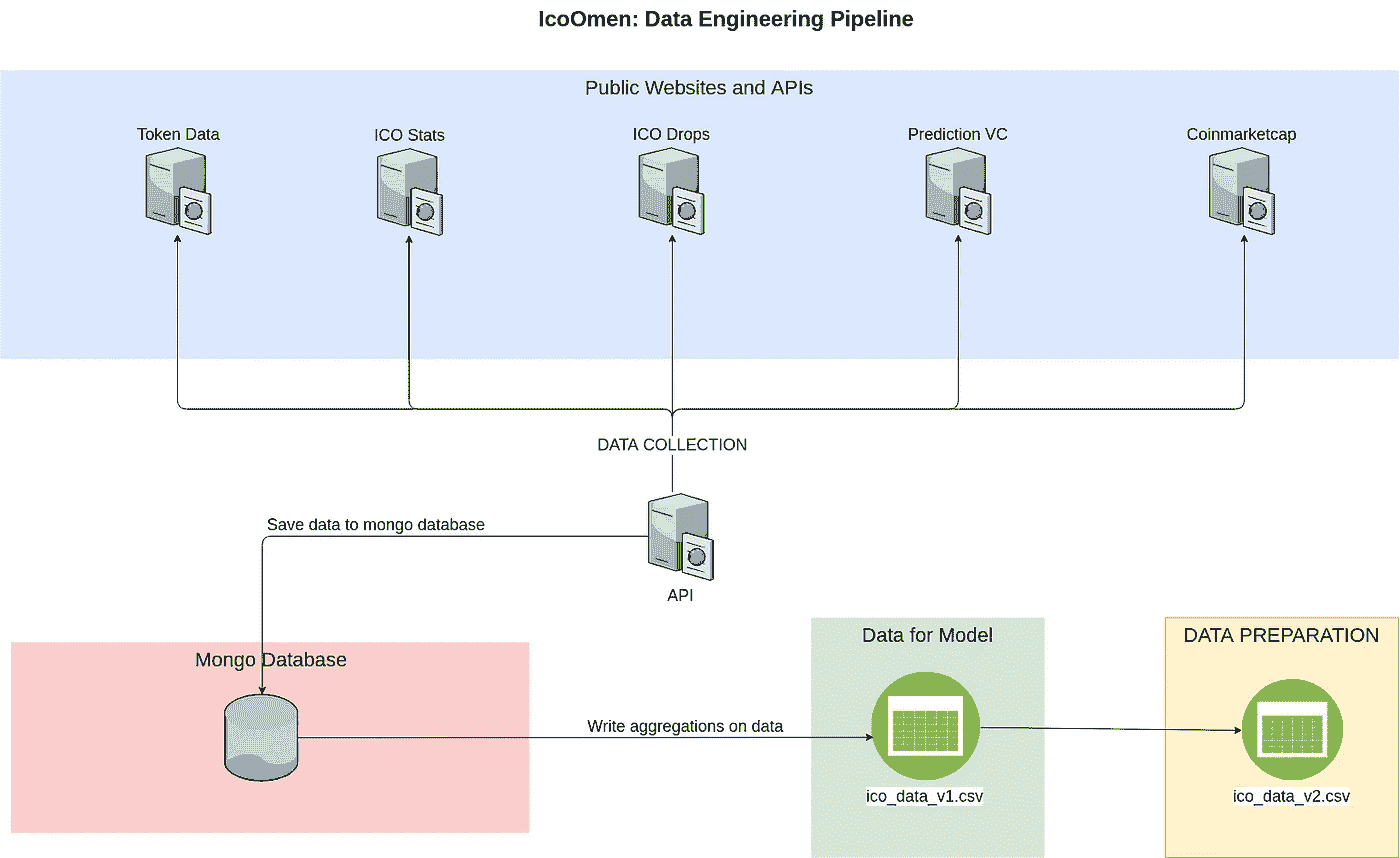 IcoOmen: Data Engineering Pipeline
Public Websites and APIs
Token Data
ICO Stats
ICO Drops
Prediction VC
Coinmarketcap
DATA COLLECTION
Save data to mongo database
API
Mongo Database
Data for Model
DATA PREPARATION
Write aggregations on data
ico_data_v1.csv
ico_data_v2.csv